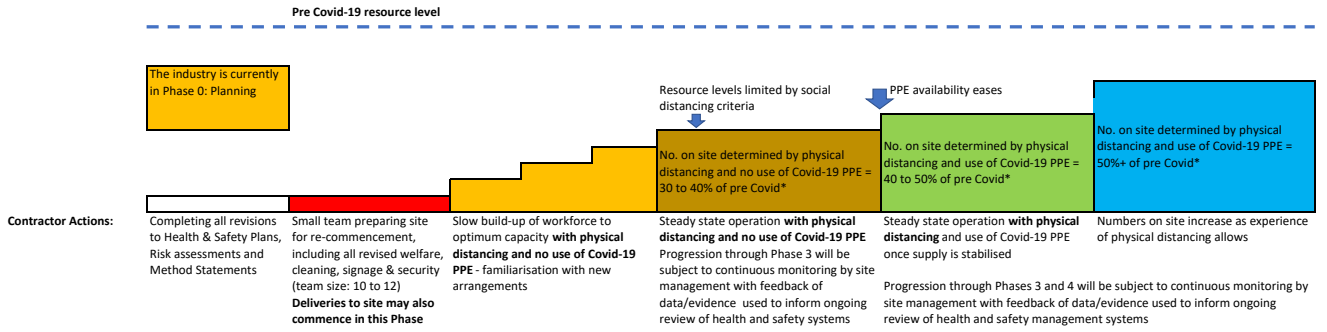 Pre Covid-19 resource level
The industry is currently
in Phase 0: Planning
Resource levels limited by social
distancing criteria
PPE availability eases
No. on site determined by physical
distancing and no use of Covid-19 PPE =
30 to 40% of pre Covid*
No. on site determined by physical
distancing and use of Covid-19 PPE =
40 to 50% of pre Covid*
No. on site determined by physical
distancing and use of Covid-19 PPE =
50%+ of pre Covid*
Contractor Actions:
Completing all revisions
to Health & Safety Plans,
Risk assessments and
Method Statements
Small team preparing site
for re-commencement,
including all revised welfare,
cleaning, signage & security
(team size: 10 to 12)
Deliveries to site may also
commence in this Phase
Slow build-up of workforce to
optimum capacity with physical
distancing and no use of Covid-19
PPE - familiarisation with new
arrangements
Steady state operation with physical
distancing and no use of Covid-19 PPE
Progression through Phase 3 will be
subject to continuous monitoring by site
management with feedback of
data/evidence used to inform ongoing
review of health and safety systems
Steady state operation with physical
distancing and use of Covid-19 PPE
once supply is stabilised
Numbers on site increase as experience
of physical distancing allows
Progression through Phases 3 and 4 will be subject to continuous monitoring by
site management with feedback of data/evidence used to inform ongoing
review of health and safety management systems